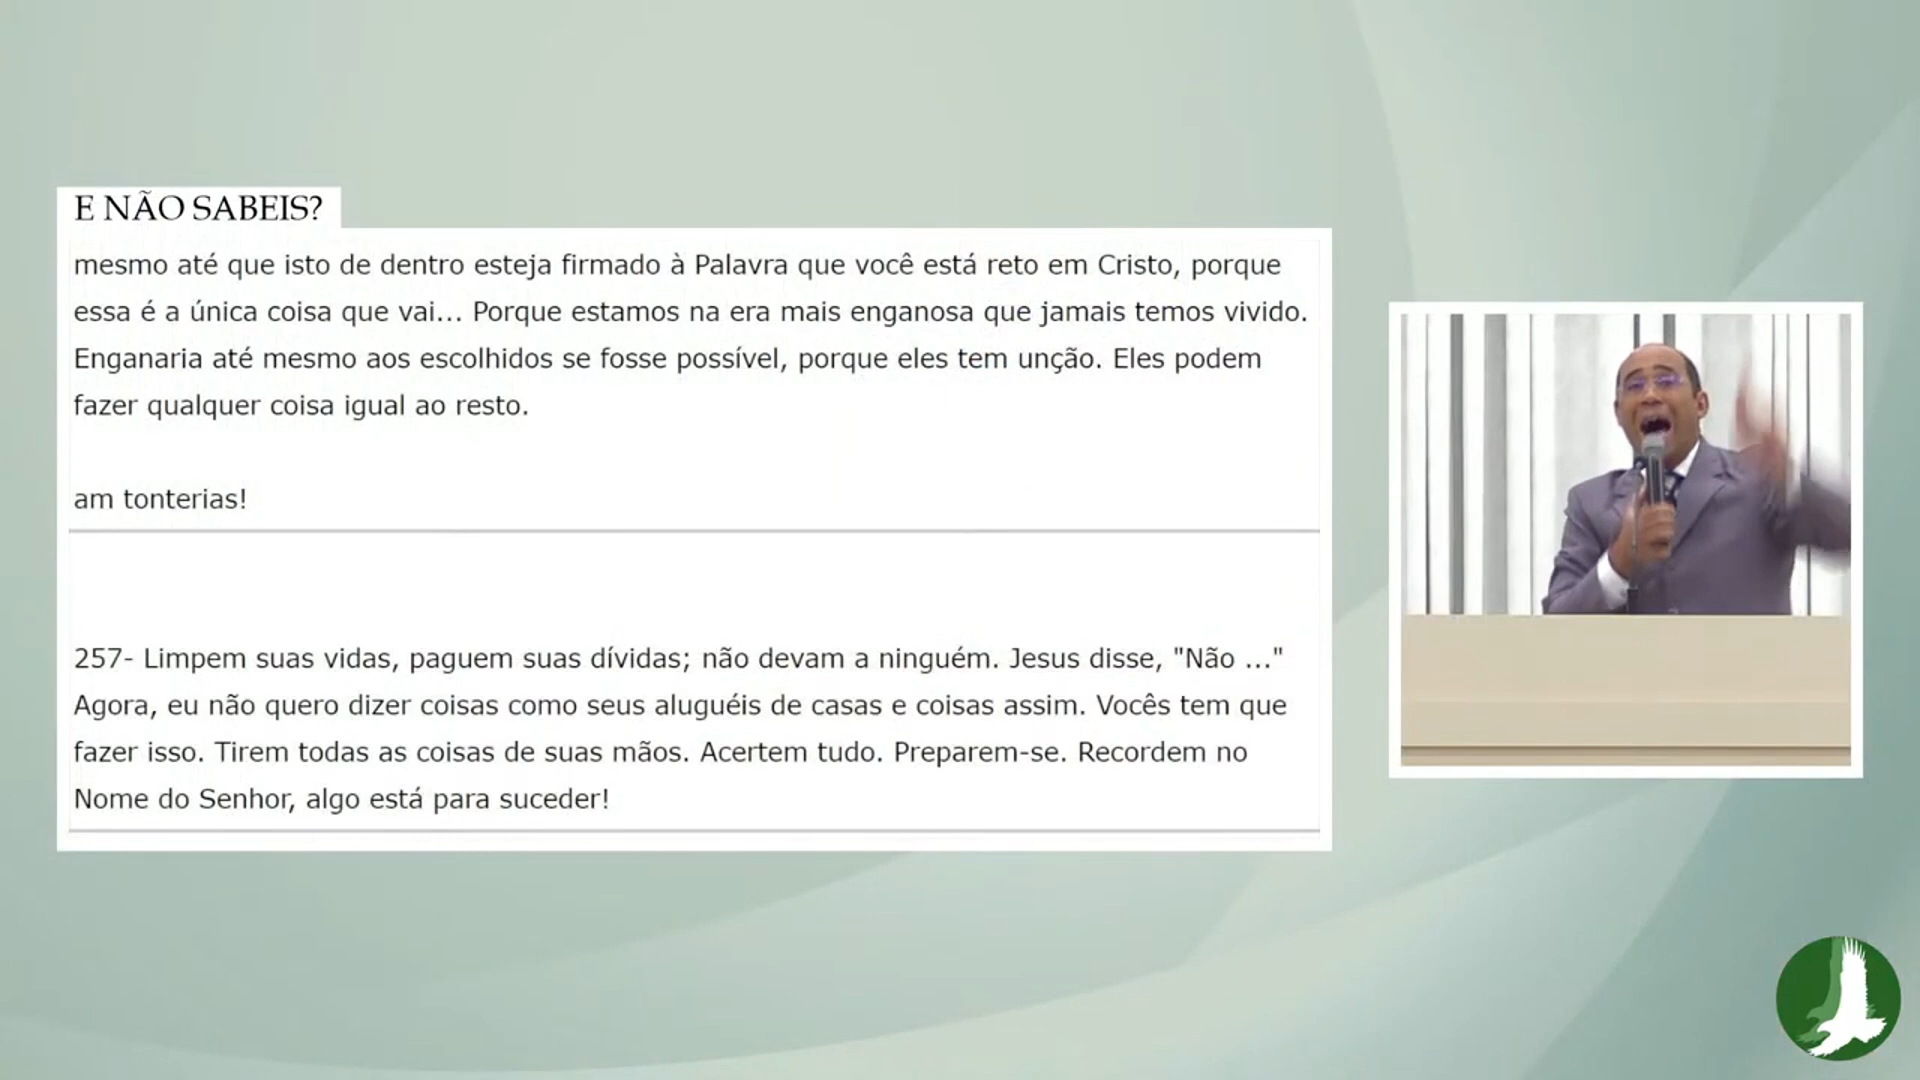 E NÃO SABEIS?
mesmo até que isto de dentro esteja firmado à Palavra que você está reto em Cristo, porque
essa é a única coisa que vai... Porque estamos na era mais enganosa que jamais temos vivido.
Enganaria até mesmo aos escolhidos se fosse possível, porque eles tem unção. Eles podem
fazer qualquer coisa igual ao resto.
am tonterias!
257- Limpem suas vidas, paguem suas dívidas; não devam a ninguém. Jesus disse, "Não ..."
Agora, eu não quero dizer coisas como seus aluguéis de casas e coisas assim. Vocês tem que
fazer isso. Tirem todas as coisas de suas mãos. Acertem tudo. Preparem-se. Recordem no
Nome do Senhor, algo está para suceder!